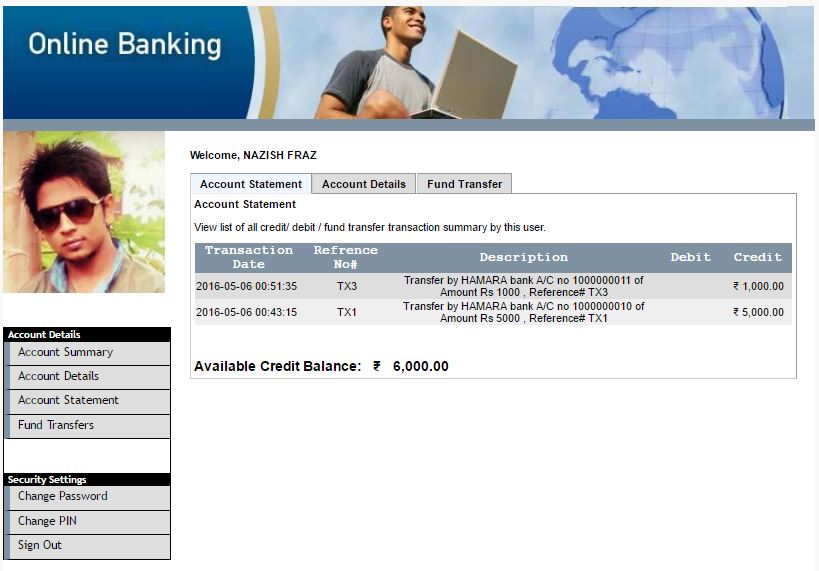 Online Banking
Welcome, NAZISH FRAZ
Account Statement Account Details Fund Transfer
Account Statement
View list of all credit/ debit / fund transfer transaction summary by this user.
Transaction Date Refrence No# Description Debit Credit
2016-05-06 00:51:35 TX3 Transfer by HAMARA bank A/C no 1000000011 of ₹ 1,000.00
Amount Rs 1000 , Reference# TX3
2016-05-06 00:43:15 TX1 Transfer by HAMARA bank A/C no 1000000010 of ₹ 5,000.00
Amount Rs 5000 , Reference# TX1
Available Credit Balance: ₹ 6,000.00
Account Details
Account Summary
Account Details
Account Statement
Fund Transfers
Security Settings
Change Password
Change PIN
Sign Out